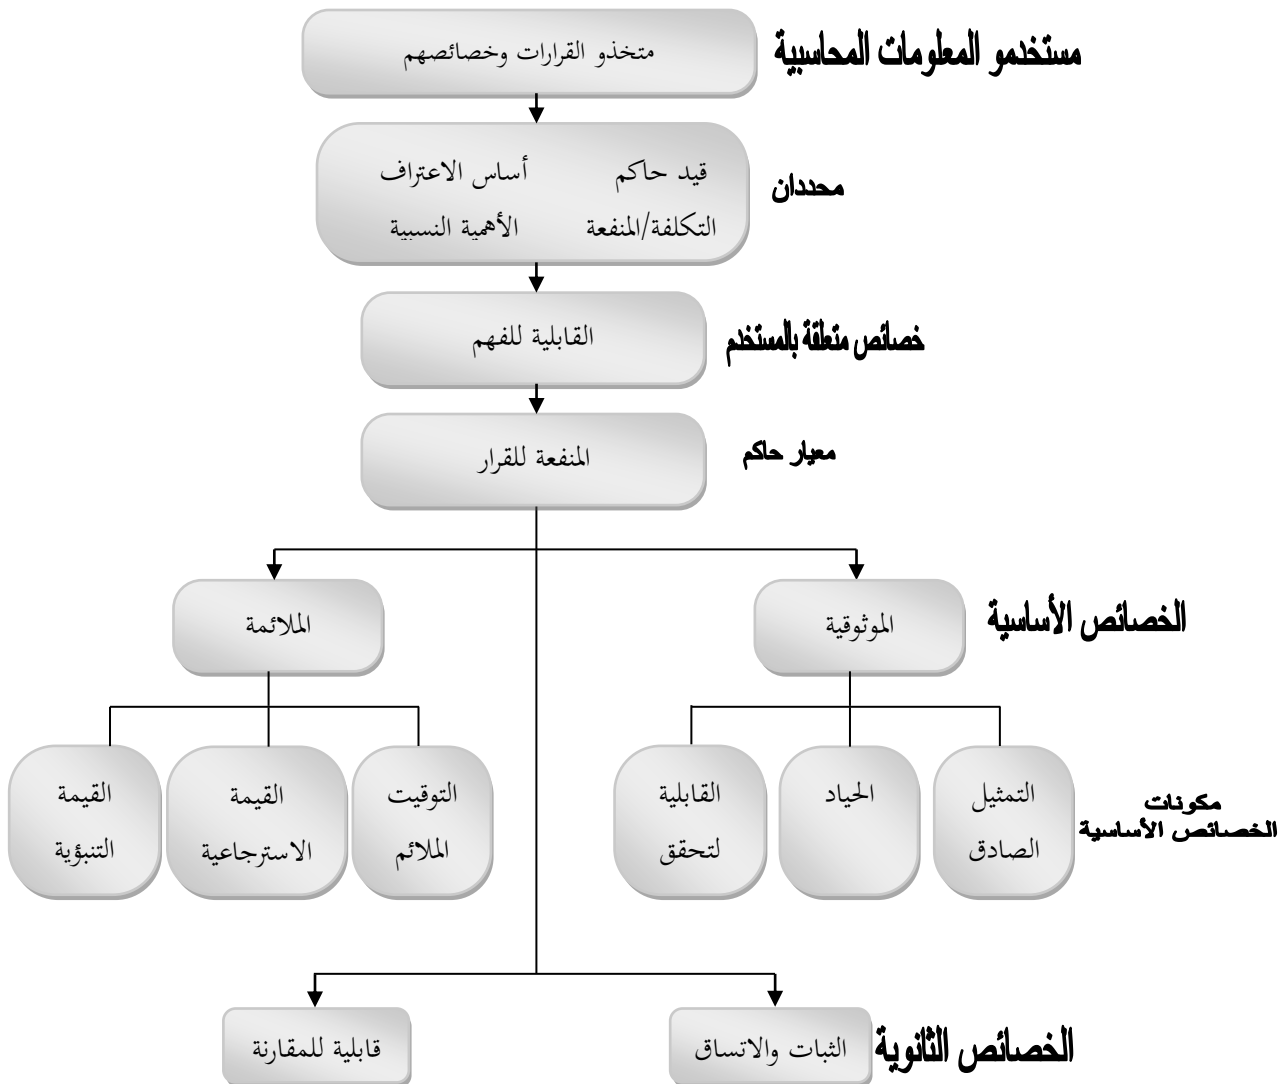 مستخدمو المعلومات المحاسبية
متخذو القرارات وخصائصهم
محددان
قيد حاكم
أساس الاعتراف
التكلفة/المنفعة
الأهمية النسبية
خصائص متعلقة بالمستخدم
القابلية للفهم
معيار حاكم
المنفعة للقرار
الخصائص الأساسية
الموثوقية
الملائمة
مكونات
الخصائص الأساسية
التمثيل
الصادق
الحياد
القابلية
لتحقق
التوقيت
الملائم
القيمة
الاسترجاعية
القيمة
التنبؤية
الخصائص الثانوية
الثبات والاتساق
قابلية للمقارنة